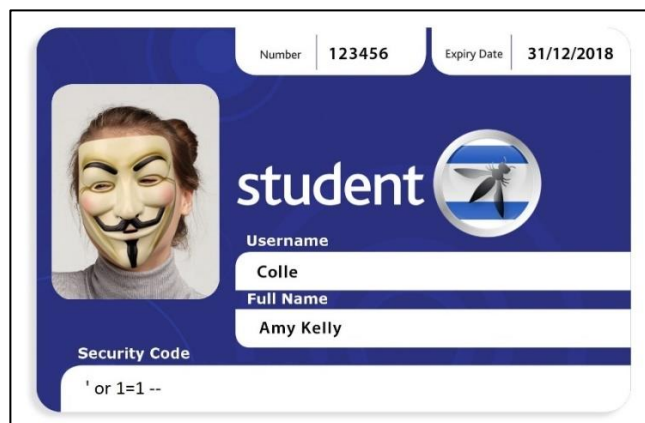 Number 123456 Expiry Date 31/12/2018
student
Username
Colle
Full Name
Amy Kelly
Security Code
' or 1=1 --